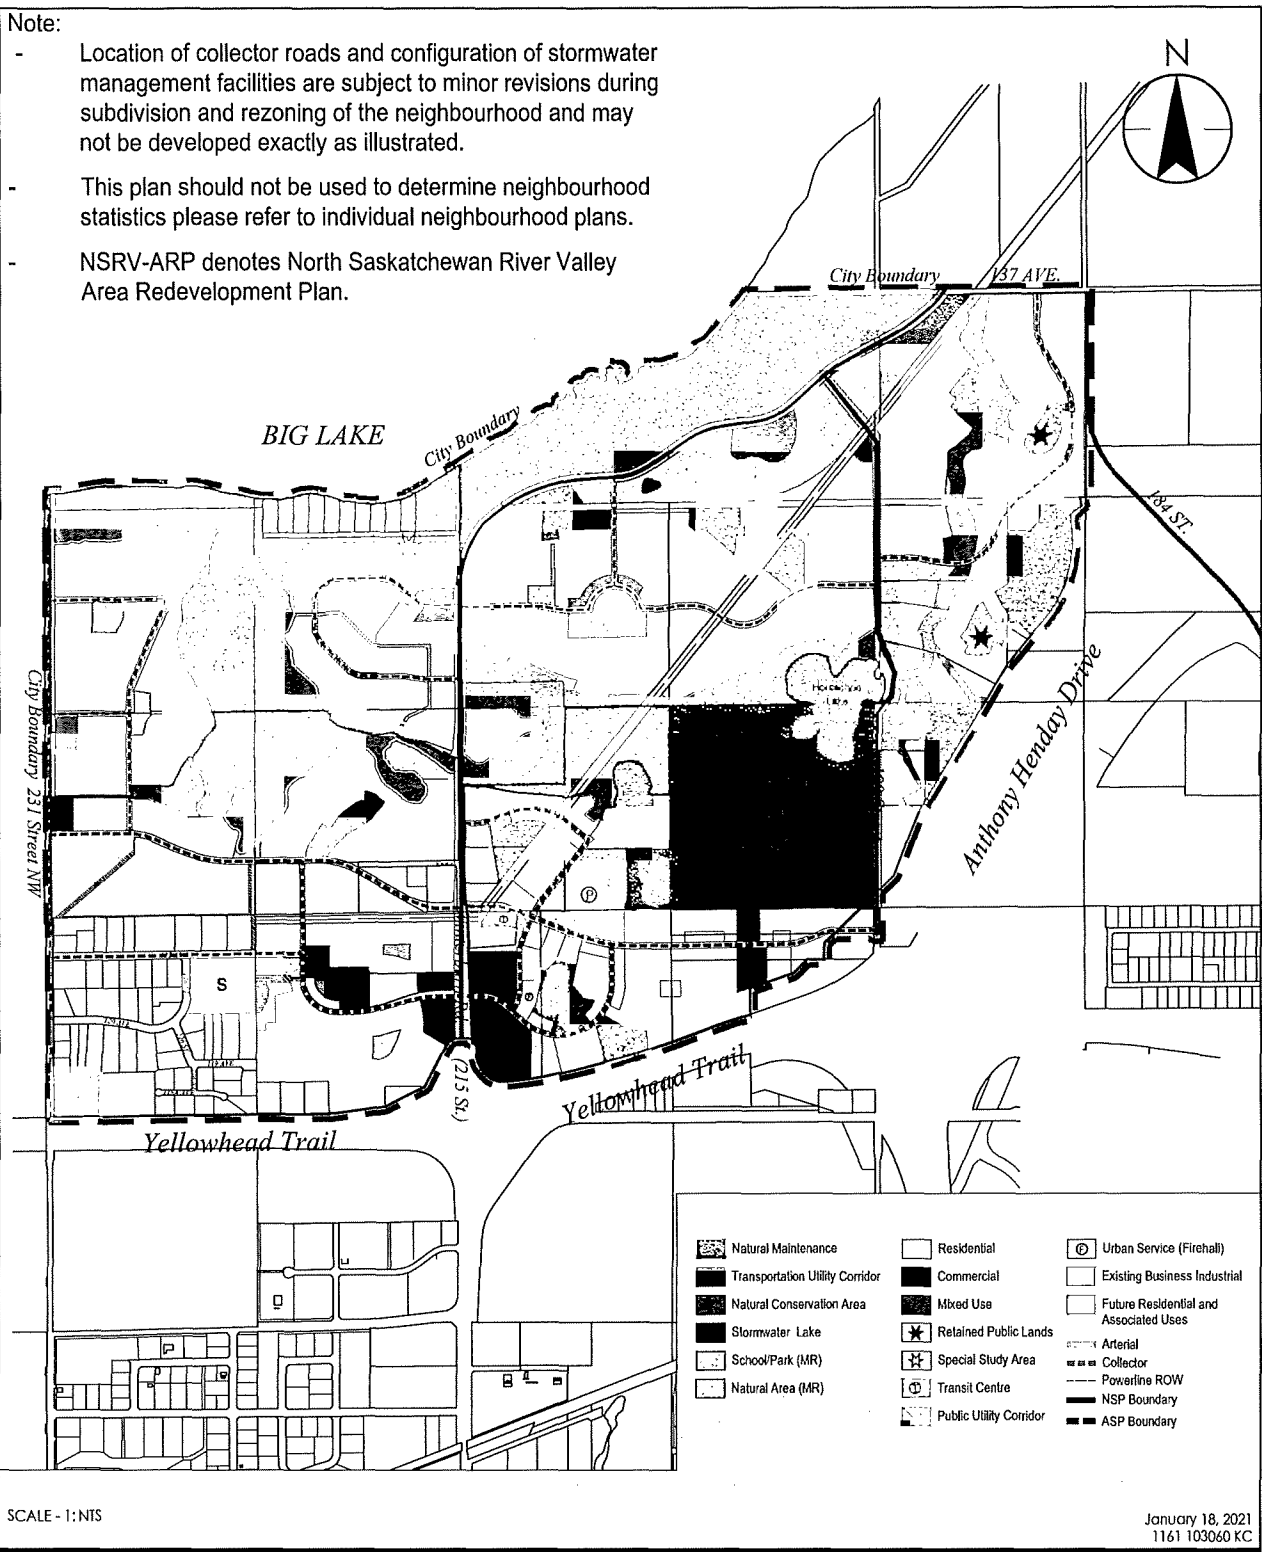 Note:
- Location of collector roads and configuration of stormwater
management facilities are subject to minor revisions during
subdivision and rezoning of the neighbourhood and may
not be developed exactly as illustrated.
- This plan should not be used to determine neighbourhood
statistics please refer to individual neighbourhood plans.
- NSRV-ARP denotes North Saskatchewan River Valley
Area Redevelopment Plan.
N
City Boundary
137 AVE.
BIG LAKE
City Boundary
184 ST.
City Boundary 231 Street NW
Lake
Anthony Henday Drive
P
S
(215 St.)
Yellowhead Trail
Yellowhead Trail
Natural Maintenance
Transportation Utility Corridor
Natural Conservation Area
Stormwater Lake
School/Park (MR)
Natural Area (MR)
Residential
Commercial
Mixed Use
Retained Public Lands
Special Study Area
Transit Centre
Public Utility Corridor
Urban Service (Firehall)
Existing Business Industrial
Future Residential and
Associated Uses
Arterial
Collector
Powerline ROW
NSP Boundary
ASP Boundary
SCALE - 1: NTS
January 18, 2021
1161 103060 KC